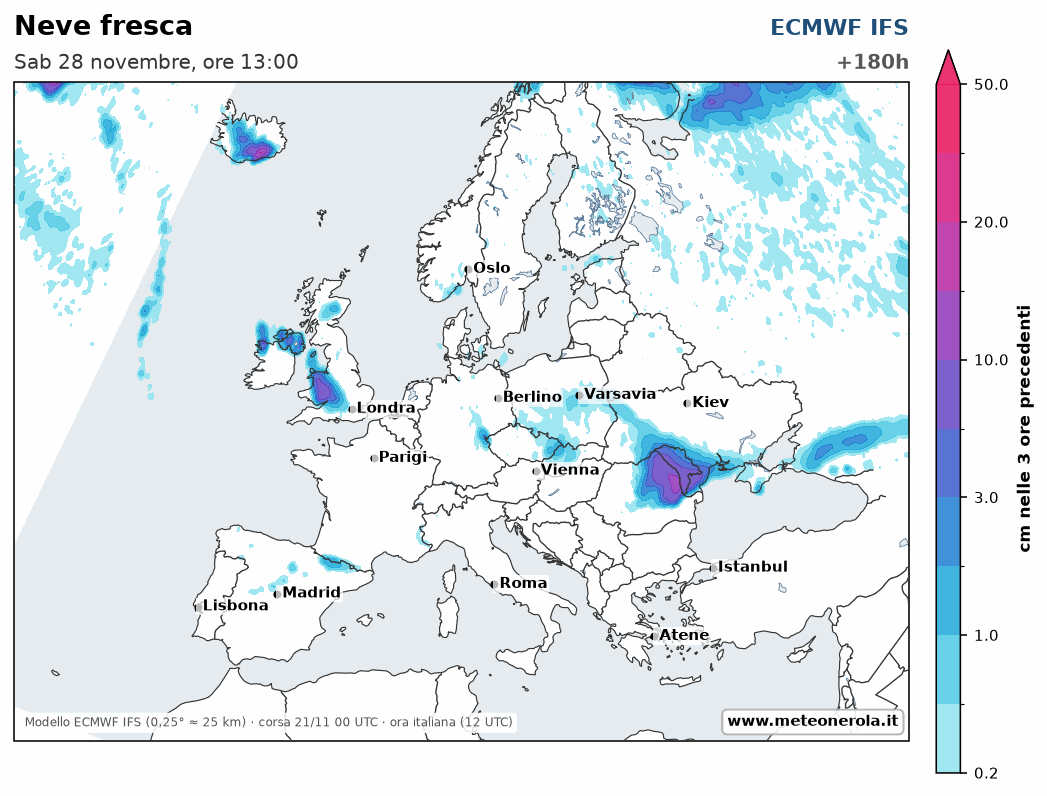 Neve fresca
ECMWF IFS
Sab 28 novembre, ore 13:00
+180h
50.0
20.0
10.0
3.0
1.0
0.2
cm nelle 3 ore precedenti
Oslo
Berlino
Varsavia
Kiev
Londra
Parigi
Vienna
Istanbul
Roma
Madrid
Lisbona
Atene
Modello ECMWF IFS (0,25° ≈ 25 km) · corsa 21/11 00 UTC · ora italiana (12 UTC)
www.meteonerola.it